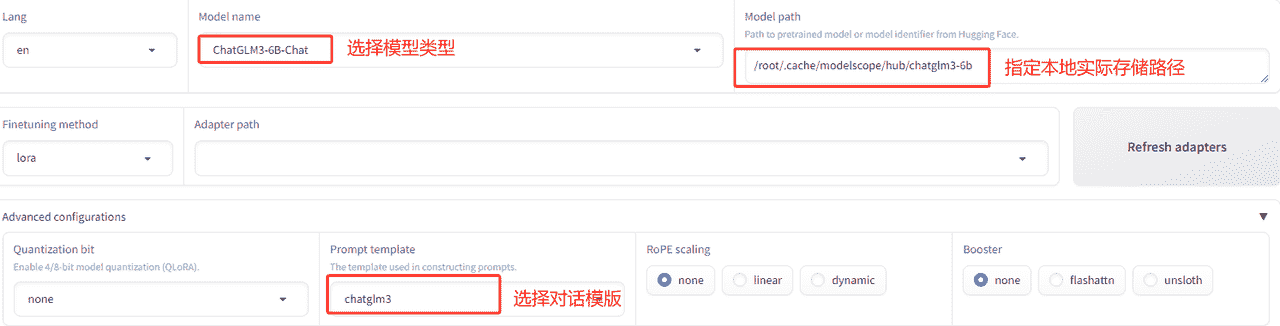 Lang
en
Model name
ChatGLM3-6B-Chat
选择模型类型
Model path
Path to pretrained model or model identifier from Hugging Face.
/root/.cache/modelscope/hub/chatglm3-6b
指定本地实际存储路径
Finetuning method
lora
Adapter path
Refresh adapters
Advanced configurations
Quantization bit
Enable 4/8-bit model quantization (QLoRA).
none
Prompt template
The template used in constructing prompts.
chatglm3
选择对话模版
RoPE scaling
none
linear
dynamic
Booster
none
flashattn
unsloth